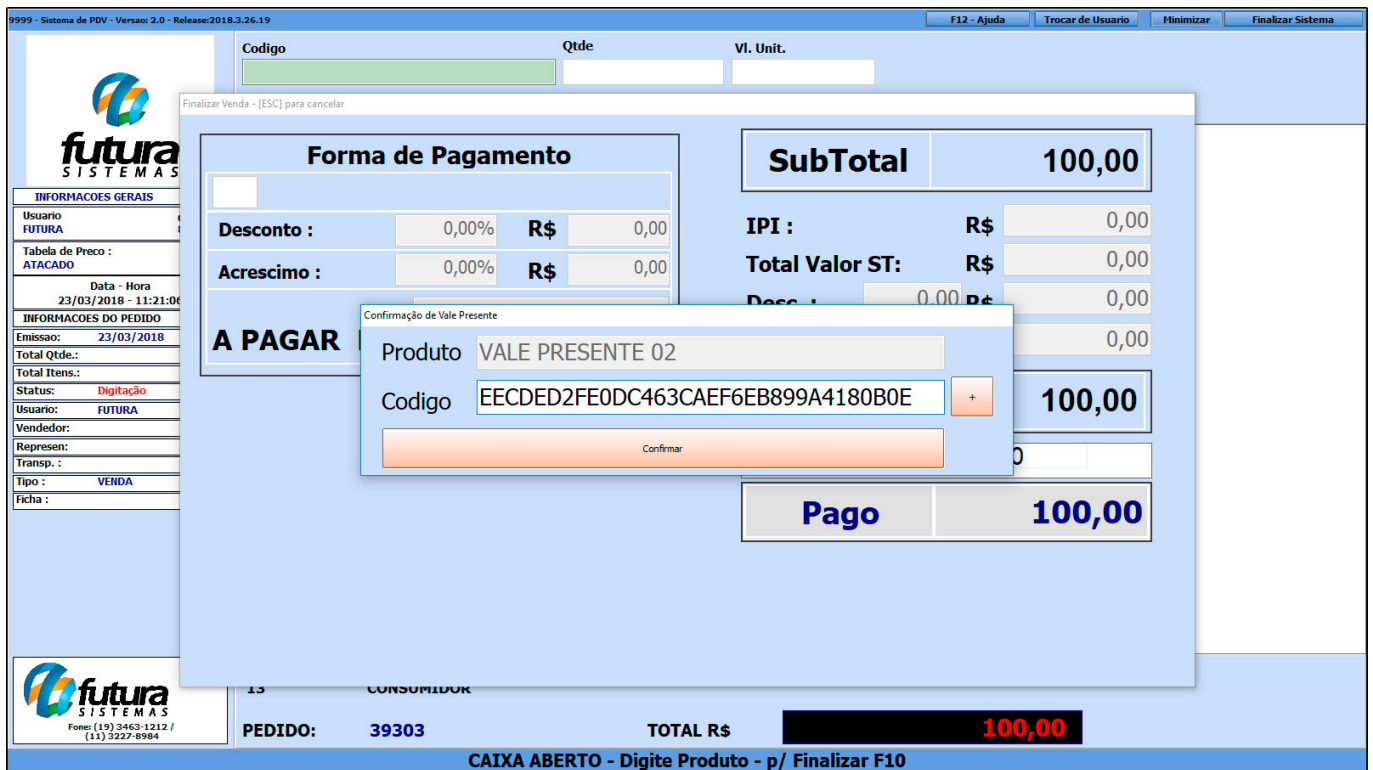 9999 - Sistema de PDV - Versao: 2.0 - Release:2018.3.26.19
F12 - Ajuda Trocar de Usuario Minimizar Finalizar Sistema
Codigo Qtde Vl. Unit.
futura
SISTEMAS
Finalizar Venda - [ESC] para cancelar
Forma de Pagamento
Desconto : 0,00% R$ 0,00
Acrescimo : 0,00% R$ 0,00
A PAGAR
SubTotal 100,00
IPI : R$ 0,00
Total Valor ST: R$ 0,00
Desc. : 0,00 R$ 0,00
0,00
100,00
0
Pago 100,00
Confirmação de Vale Presente
Produto VALE PRESENTE 02
Codigo EECDED2FE0DC463CAEF6EB899A4180B0E +
Confirmar
INFORMACOES GERAIS
Usuario
FUTURA
Tabela de Preco :
ATACADO
Data - Hora
23/03/2018 - 11:21:06
INFORMACOES DO PEDIDO
Emissao: 23/03/2018
Total Qtde.:
Total Itens.:
Status: Digitação
Usuario: FUTURA
Vendedor:
Represen:
Transp. :
Tipo : VENDA
Ficha :
futura
SISTEMAS
Fone: (19) 3463-1212 /
(11) 3227-8984
13 CONSUMIDOR
PEDIDO: 39303 TOTAL R$ 100,00
CAIXA ABERTO - Digite Produto - p/ Finalizar F10